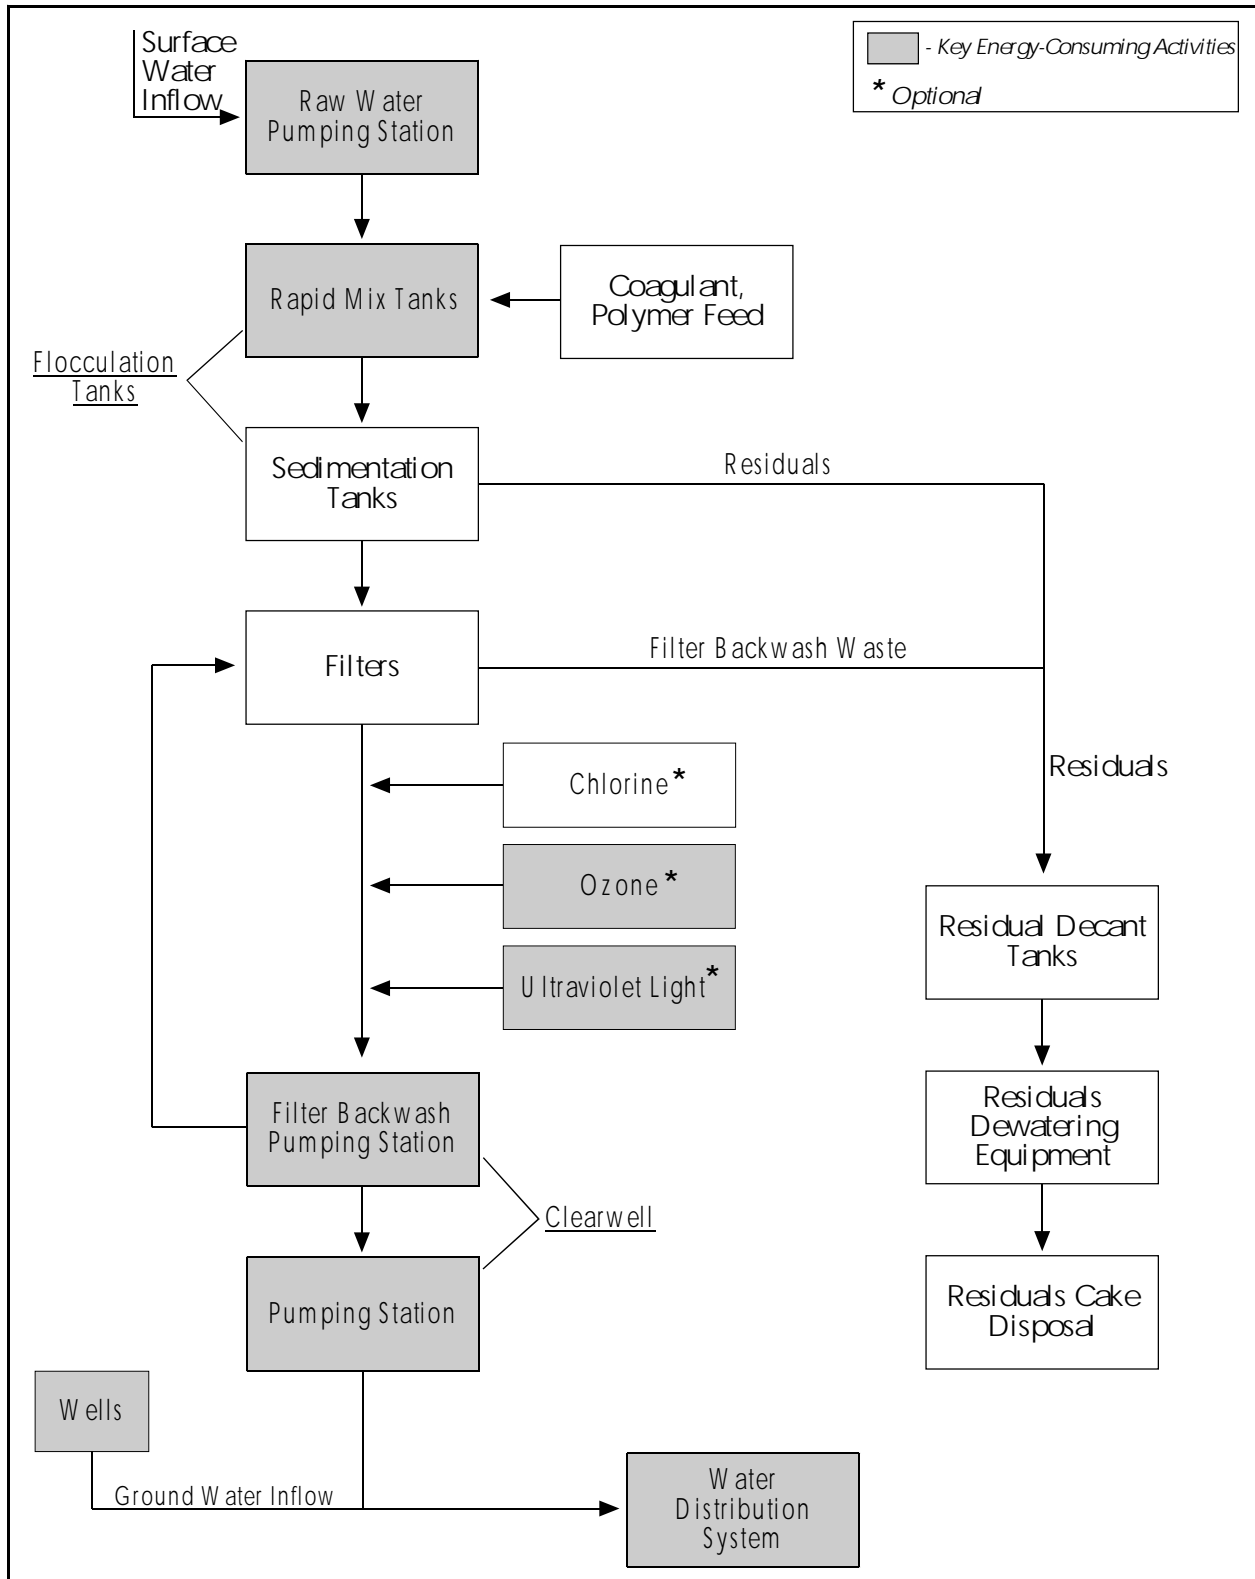 Surface
Water
Inflow
- Key Energy-Consuming Activities
* Optional
Raw Water
Pumping Station
Rapid Mix Tanks
Coagulant,
Polymer Feed
Flocculation
Tanks
Sedimentation
Tanks
Residuals
Filters
Filter Backwash Waste
Chlorine*
Residuals
Ozone*
Ultraviolet Light*
Residual Decant
Tanks
Filter Backwash
Pumping Station
Residuals
Dewatering
Equipment
Clearwell
Pumping Station
Residuals Cake
Disposal
Wells
Ground Water Inflow
Water
Distribution
System